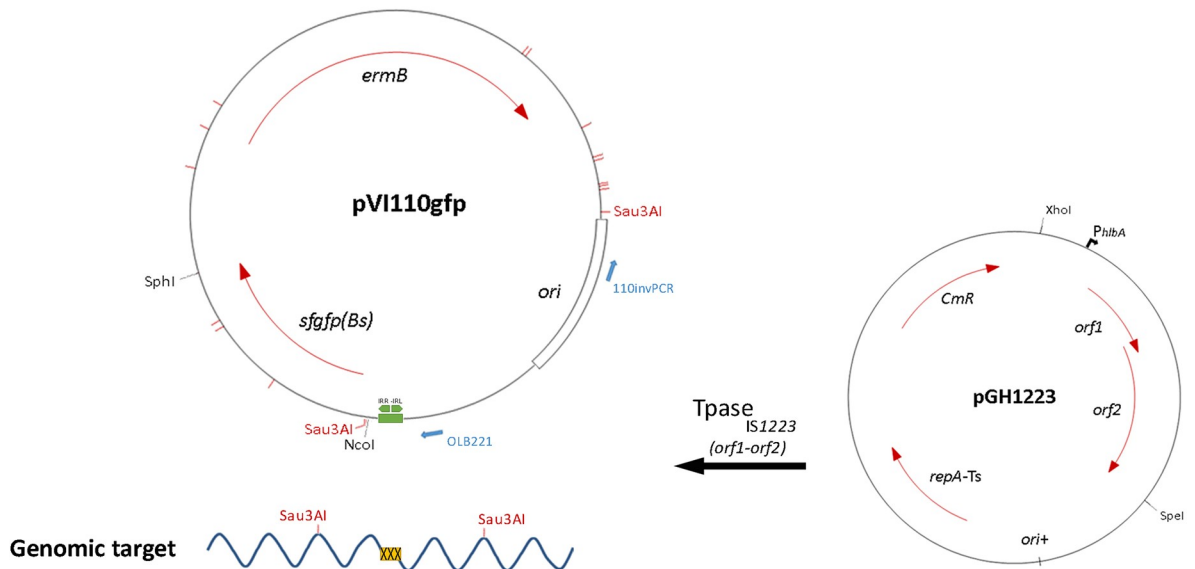 ermB
pVI110gfp
Sau3AI
110invPCR
ori
SphI
sfgfp(Bs)
IRR -IRL
Sau3AI
NcoI
OLB221
Tpase
IS1223
(orf1-orf2)
XhoI
PhlbA
CmR
orf1
pGH1223
orf2
repA-Ts
SpeI
ori+
Genomic target
Sau3AI
XXX
Sau3AI